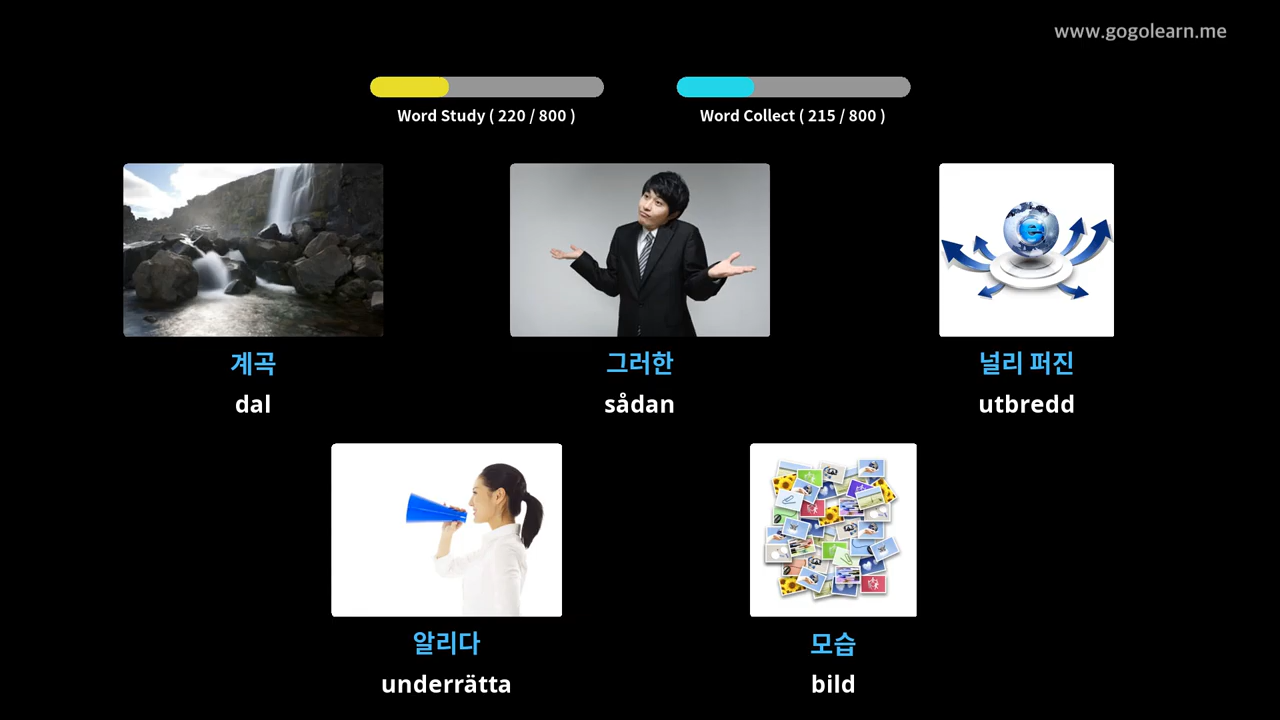 www.gogolearn.me
Word Study ( 220 / 800 )
Word Collect ( 215 / 800 )
계곡
dal
그러한
sådan
널리 퍼진
utbredd
알리다
underrätta
모습
bild